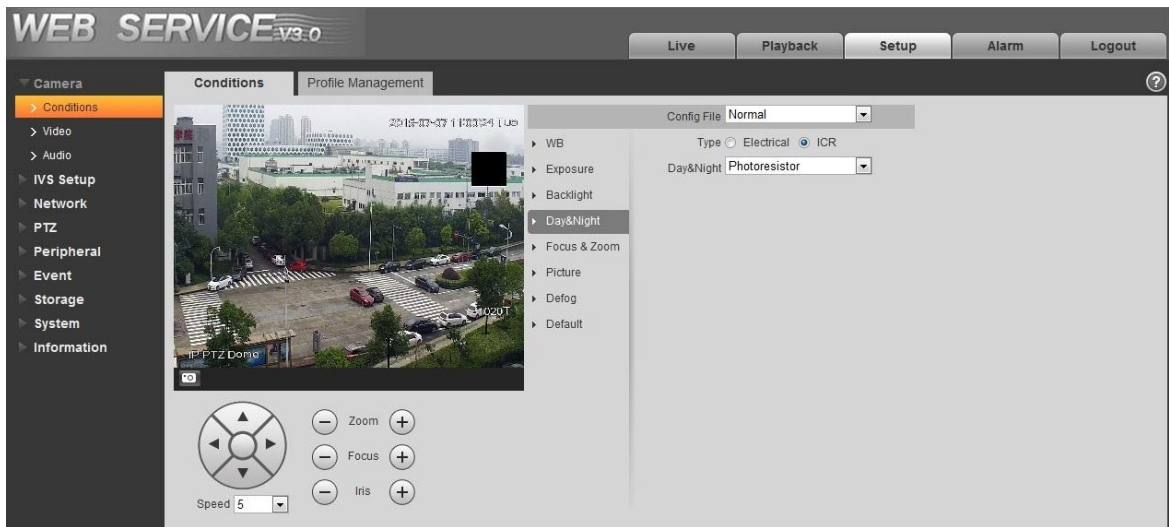 WEB SERVICE V3.0
Live Playback Setup Alarm Logout
Camera
Conditions
Video
Audio
IVS Setup
Network
PTZ
Peripheral
Event
Storage
System
Information
Conditions Profile Management
IP PTZ Dome
WB
Exposure
Backlight
Day&Night
Focus & Zoom
Picture
Defog
Default
Config File Normal
Type Electrical ICR
Day&Night Photoresistor
Zoom
Focus
Iris
Speed 5